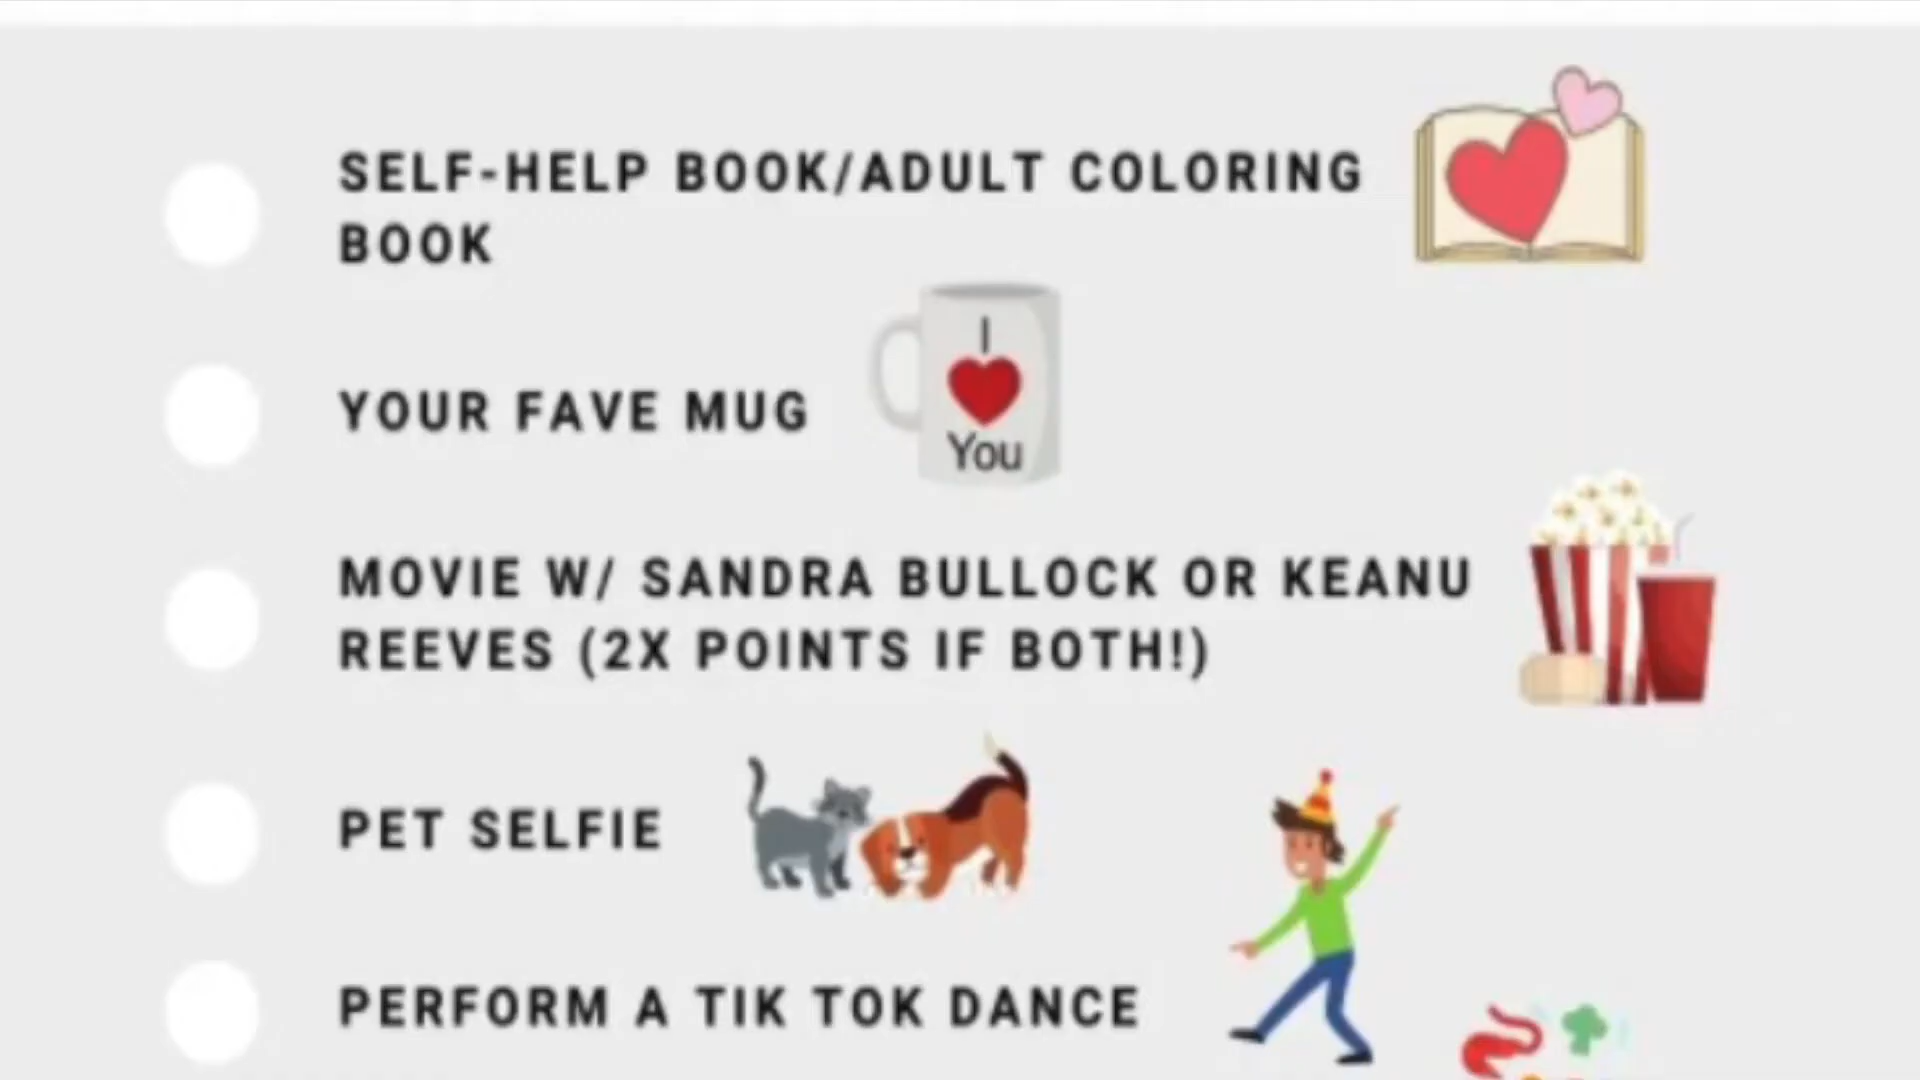 SELF-HELP BOOK/ADULT COLORING
BOOK
YOUR FAVE MUG
I
You
MOVIE W/ SANDRA BULLOCK OR KEANU
REEVES (2X POINTS IF BOTH!)
PET SELFIE
PERFORM A TIK TOK DANCE